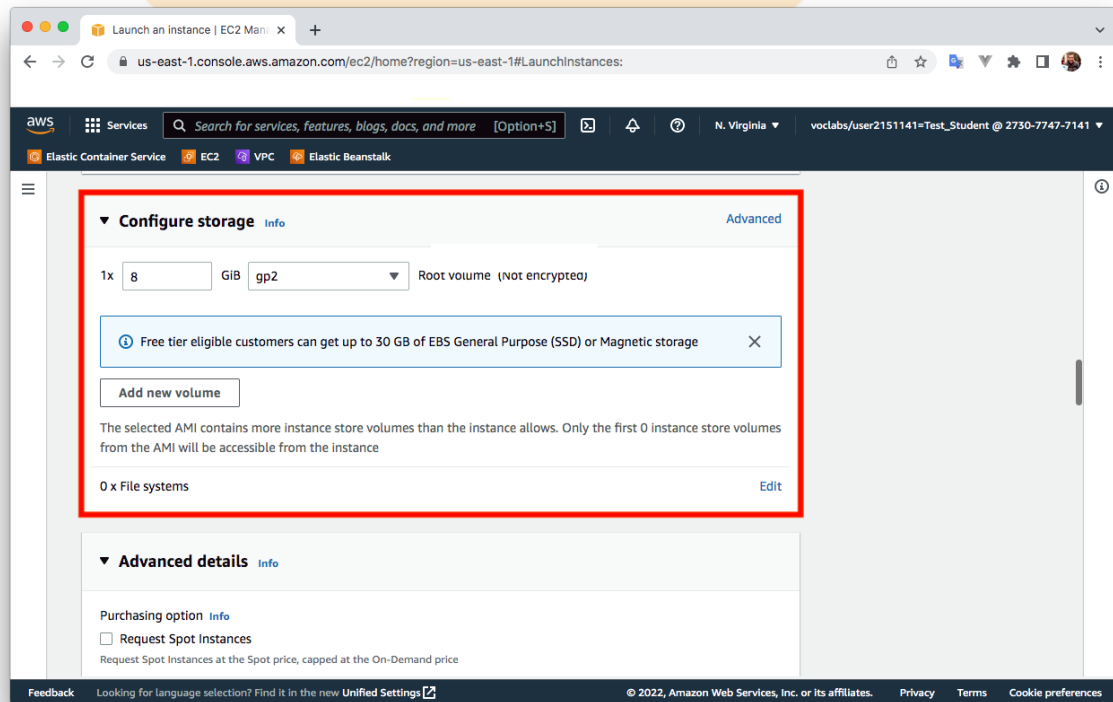 Launch an instance | EC2 Man
us-east-1.console.aws.amazon.com/ec2/home?region=us-east-1#LaunchInstances:
aws Services Search for services, features, blogs, docs, and more [Option+S] N. Virginia voclabs/user2151141=Test_Student @ 2730-7747-7141
Elastic Container Service EC2 VPC Elastic Beanstalk
Configure storage Info Advanced
1x 8 GiB gp2 Root volume (Not encrypted)
Free tier eligible customers can get up to 30 GB of EBS General Purpose (SSD) or Magnetic storage
Add new volume
The selected AMI contains more instance store volumes than the instance allows. Only the first 0 instance store volumes
from the AMI will be accessible from the instance
0 x File systems Edit
Advanced details Info
Purchasing option Info
Request Spot Instances
Request Spot Instances at the Spot price, capped at the On-Demand price
Feedback Looking for language selection? Find it in the new Unified Settings © 2022, Amazon Web Services, Inc. or its affiliates. Privacy Terms Cookie preferences